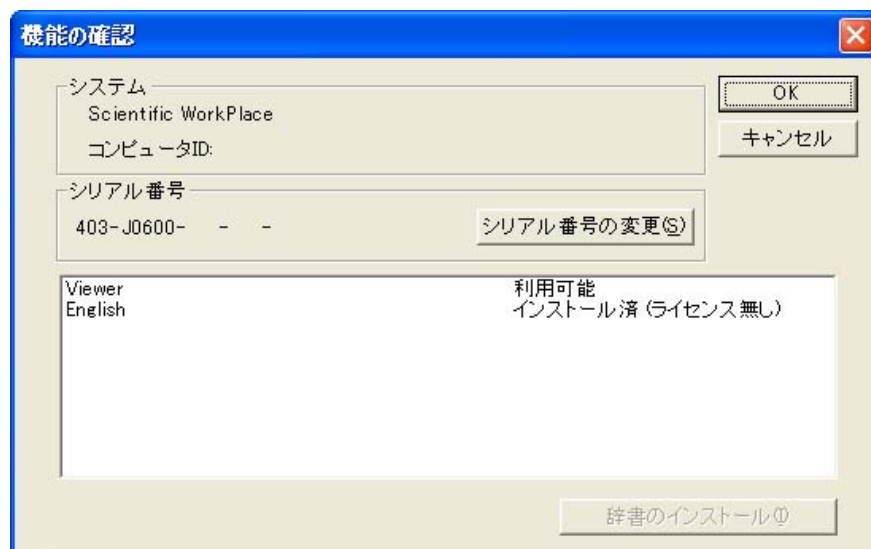 機能の確認
システム
Scientific WorkPlace
コンピュータID:
OK
キャンセル
シリアル番号
403-J0600- - -
シリアル番号の変更(S)
Viewer 利用可能
English インストール済(ライセンス無し)
辞書のインストール(I)